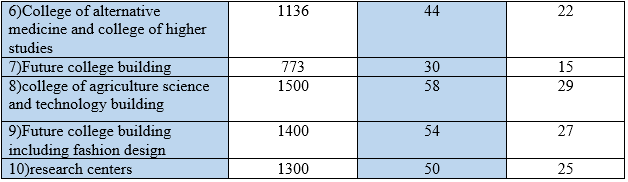 6)College of alternative 1136 44 22
medicine and college of higher
studies
7)Future college building 773 30 15
8)college of agriculture science 1500 58 29
and technology building
9)Future college building 1400 54 27
including fashion design
10)research centers 1300 50 25